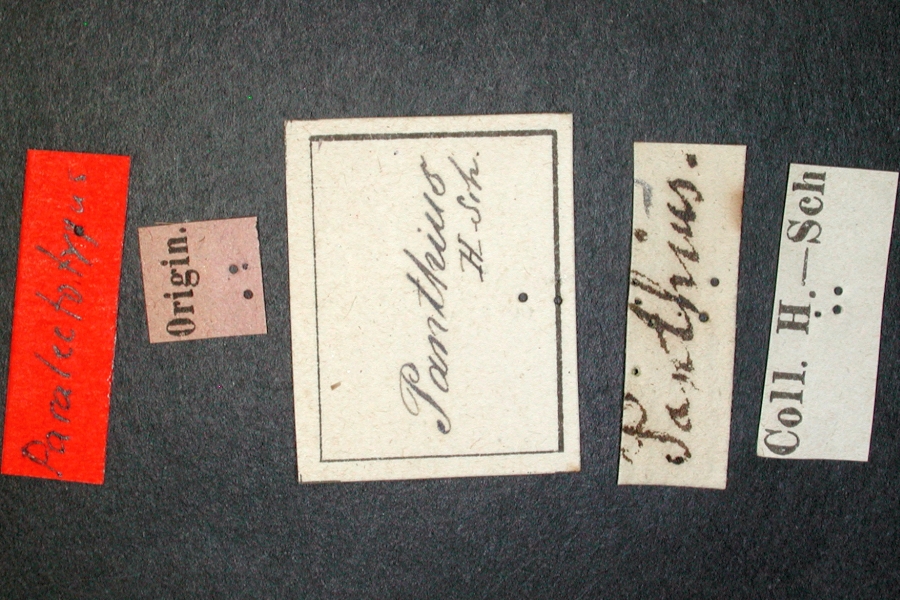 Paralectotypus
Origin.
Panthius
H. Sch.
Panthius.
Coll. H.—Sch